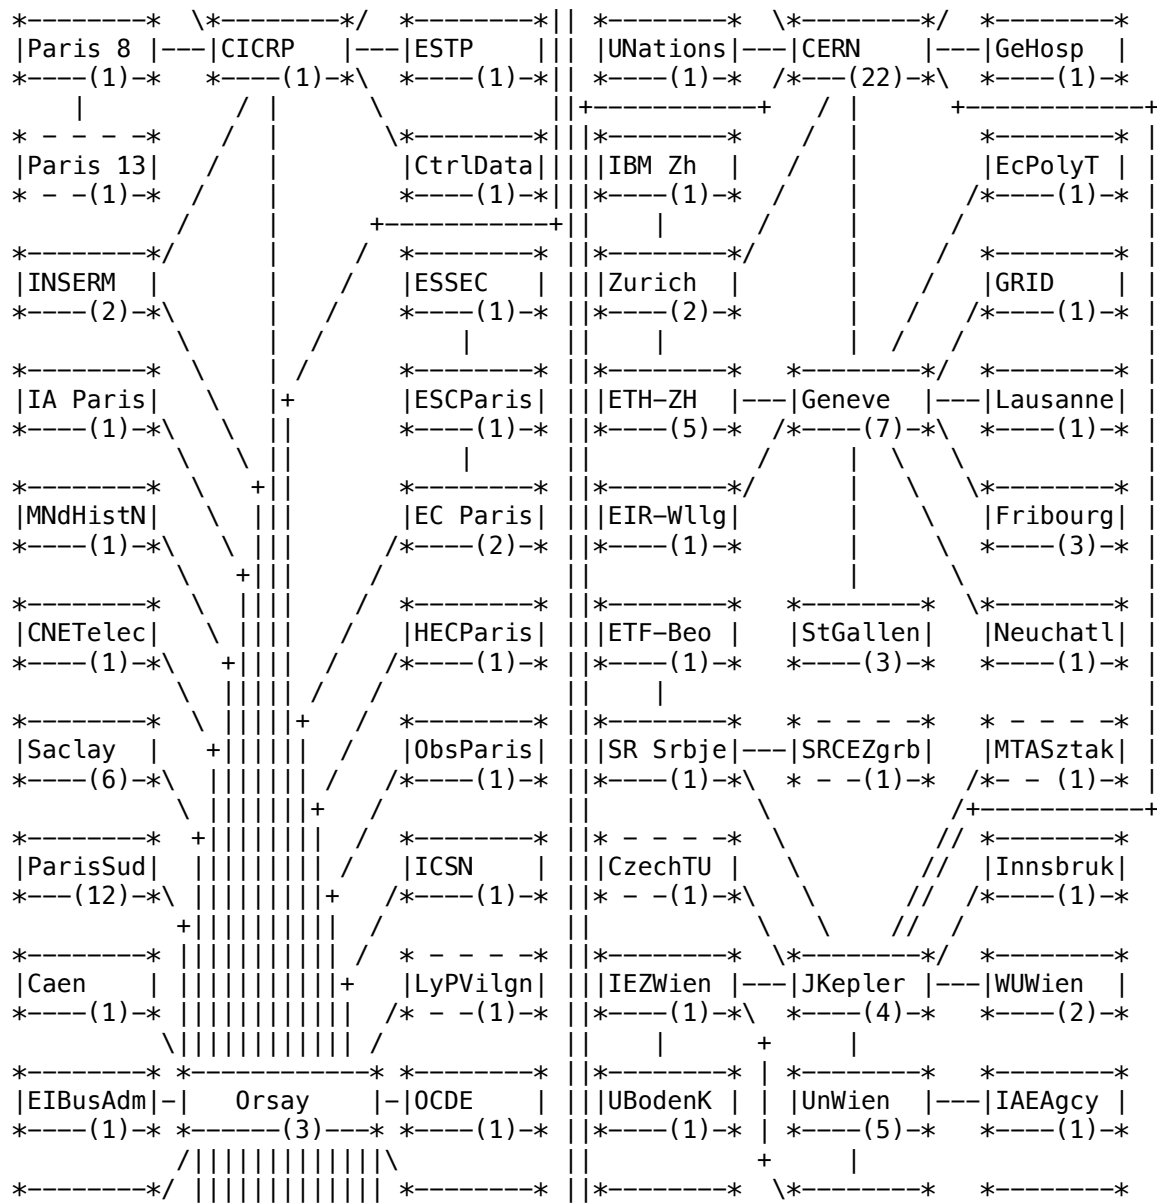 Paris 8 CICRP ESTP UNations CERN GeHosp
(1) (1) (1) (1) (22) (1)
Paris 13 CtrlData IBM Zh EcPolyT
(1) (1) (1) (1)
INSERM ESSEC Zurich GRID
(2) (1) (2) (1)
IA Paris ESCParis ETH-ZH Geneve Lausanne
(1) (1) (5) (7) (1)
MNdHistN EC Paris EIR-Wllg Fribourg
(1) (2) (1) (3)
CNETelec HECParis ETF-Beo StGallen Neuchatl
(1) (1) (1) (3) (1)
Saclay ObsParis SR Srbje SRCEZgrb MTASztak
(6) (1) (1) (1) (1)
ParisSud ICSN CzechTU Innsbruk
(12) (1) (1) (1)
Caen LyPVilgn IEZWien JKepler WUWien
(1) (1) (1) (4) (2)
EIBusAdm Orsay OCDE UBodenK UnWien IAEAgcy
(1) (3) (1) (1) (5) (1)